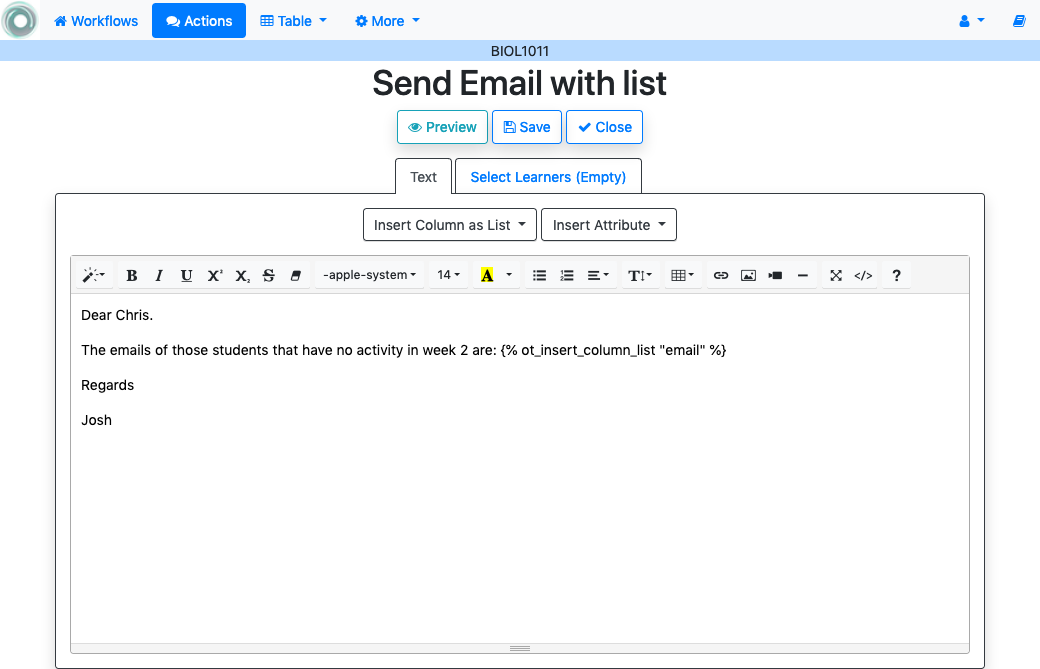 Workflows Actions Table More
BIOL1011
Send Email with list
Preview Save Close
Text Select Learners (Empty)
Insert Column as List Insert Attribute
B I U X² X₂ S -apple-system 14 A T </> ?
Dear Chris.
The emails of those students that have no activity in week 2 are: {% ot_insert_column_list "email" %}
Regards
Josh